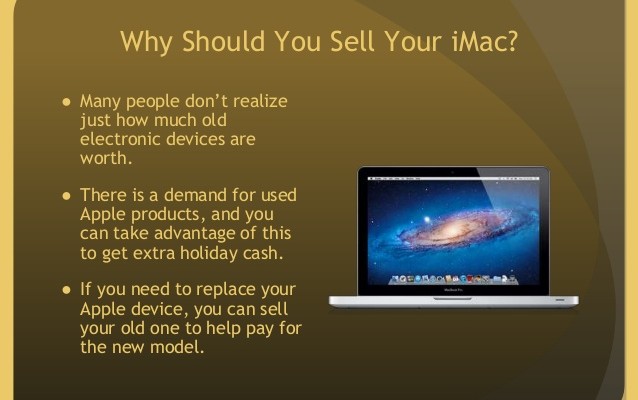 Why Should You Sell Your iMac?
● Many people don't realize
just how much old
electronic devices are
worth.
● There is a demand for used
Apple products, and you
can take advantage of this
to get extra holiday cash.
● If you need to replace your
Apple device, you can sell
your old one to help pay for
the new model.
MacBook Pro